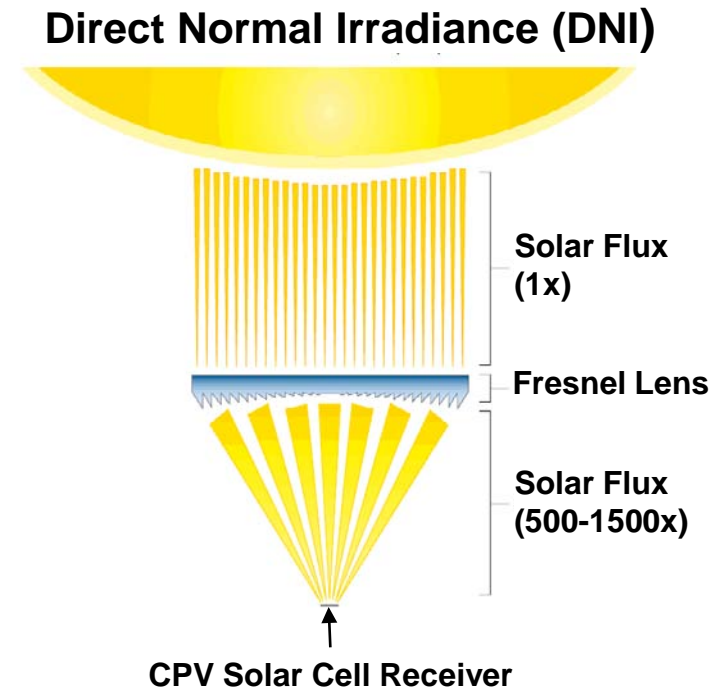 Direct Normal Irradiance (DNI)
Solar Flux
(1x)
Fresnel Lens
Solar Flux
(500-1500x)
CPV Solar Cell Receiver